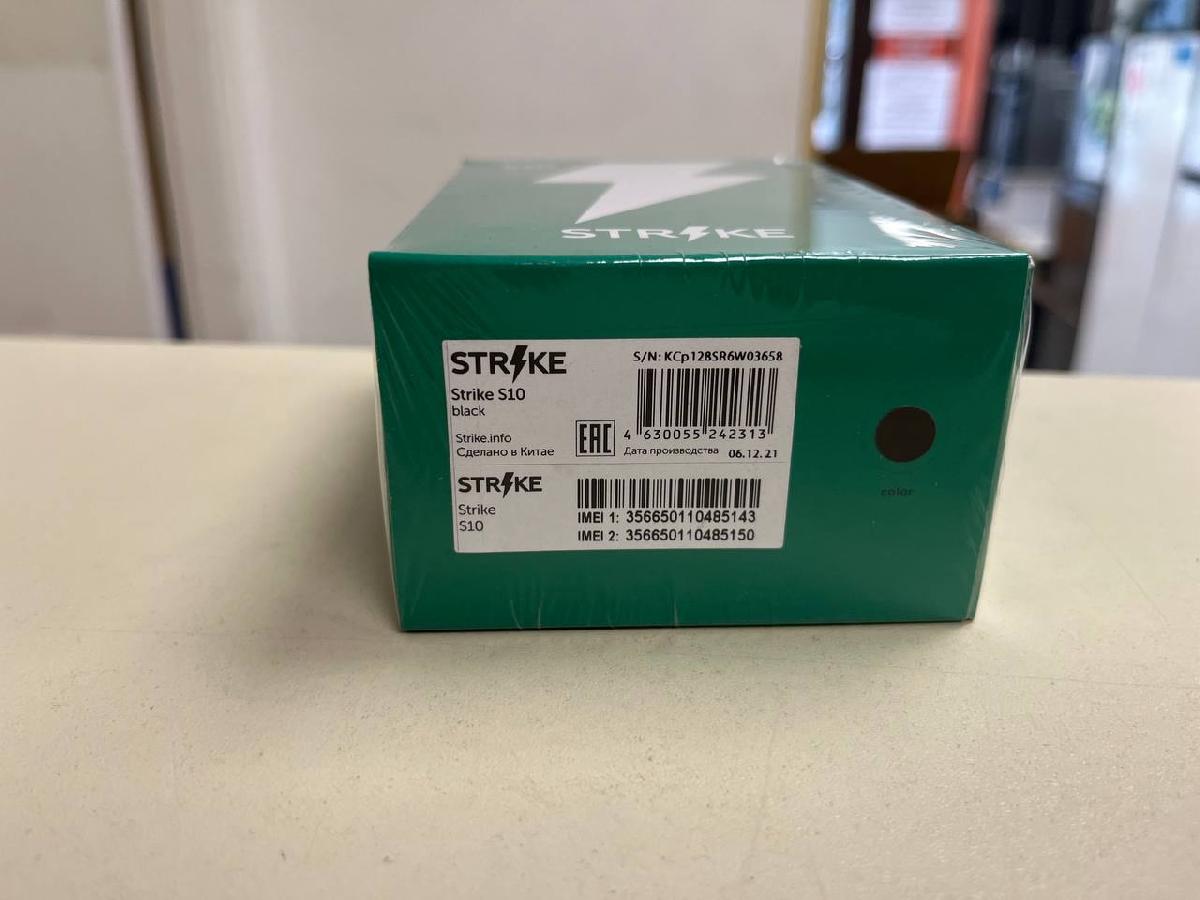 STRIKE
STRIKE
S/N: KCp128SR6W03658
Strike S10
black
EAC
4 630055 242313
Strike.info
Сделано в Китае
Дата производства 06.12.21
STRIKE
Strike
S10
IMEI 1: 356650110485143
IMEI 2: 356650110485150
color